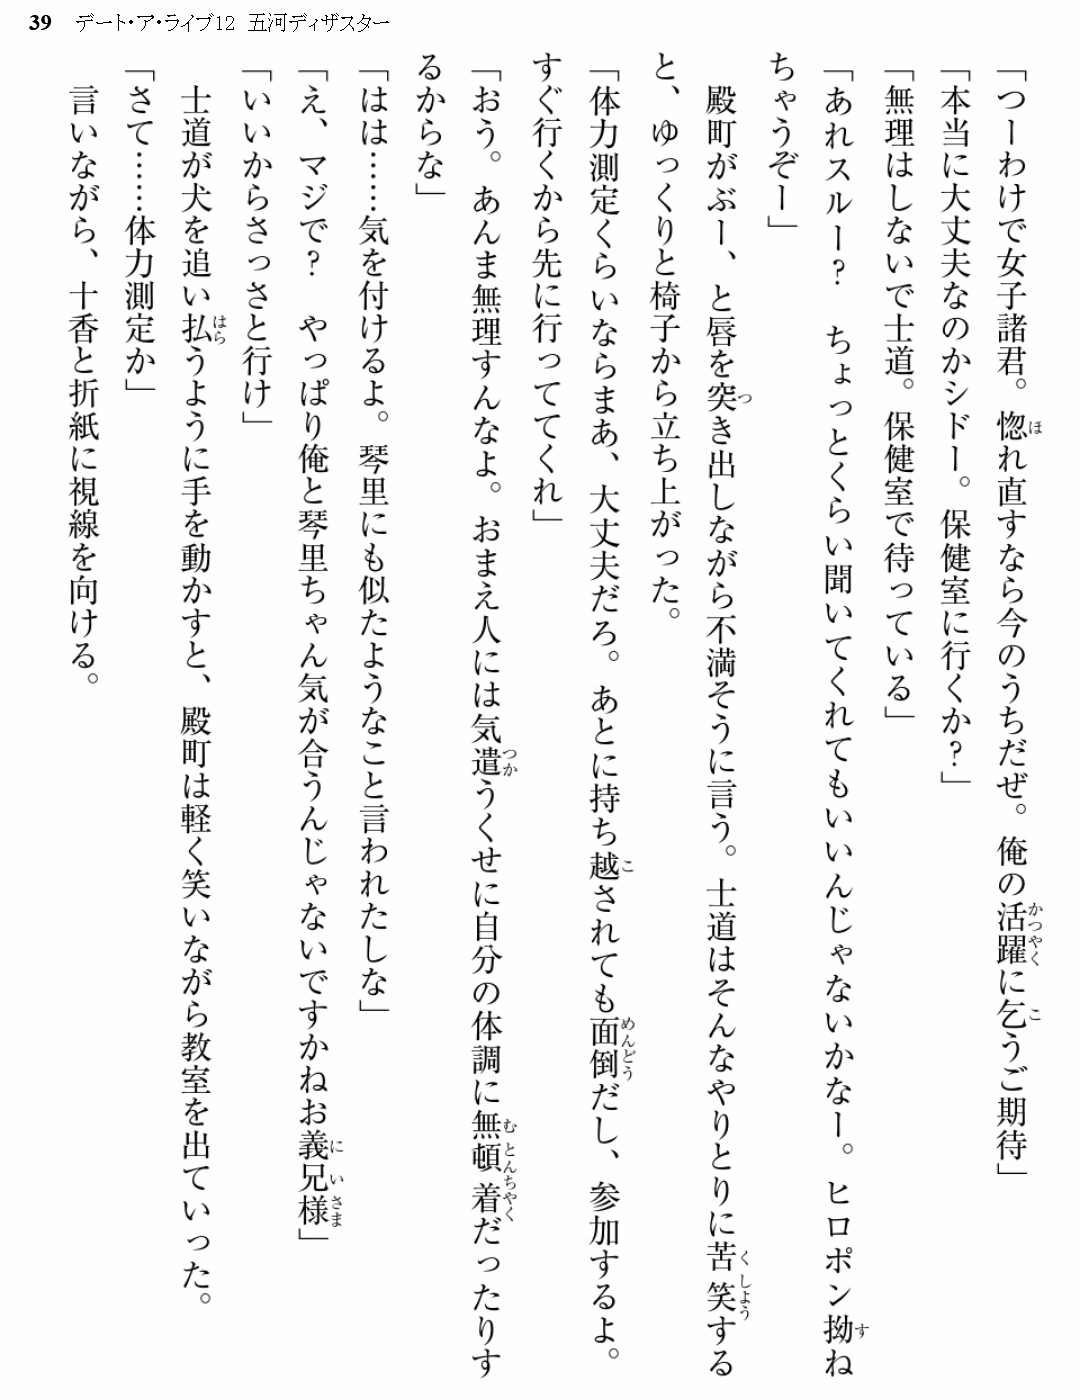 39 デート・ア・ライブ12 五河ディザスター
「つーわけで女子諸君。惚れ直すなら今のうちだぜ。俺の活躍に乞うご期待」
「本当に大丈夫なのかシドー。保健室に行くか?」
「無理はしないで士道。保健室で待っている」
「あれスルー? ちょっとくらい聞いてくれてもいいんじゃないかなー。ヒロポン拗ね
ちゃうぞー」
殿町がぶー、と唇を突き出しながら不満そうに言う。士道はそんなやりとりに苦笑する
と、ゆっくりと椅子から立ち上がった。
「体力測定くらいならまあ、大丈夫だろ。あとに持ち越されても面倒だし、参加するよ。
すぐ行くから先に行っててくれ」
「おう。あんま無理すんなよ。おまえ人には気遣うくせに自分の体調に無頓着だったりす
るからな」
「はは……気を付けるよ。琴里にも似たようなこと言われたしな」
「え、マジで? やっぱり俺と琴里ちゃん気が合うんじゃないですかねお義兄様」
「いいからさっさと行け」
士道が犬を追い払うように手を動かすと、殿町は軽く笑いながら教室を出ていった。
「さて……体力測定か」
言いながら、十香と折紙に視線を向ける。